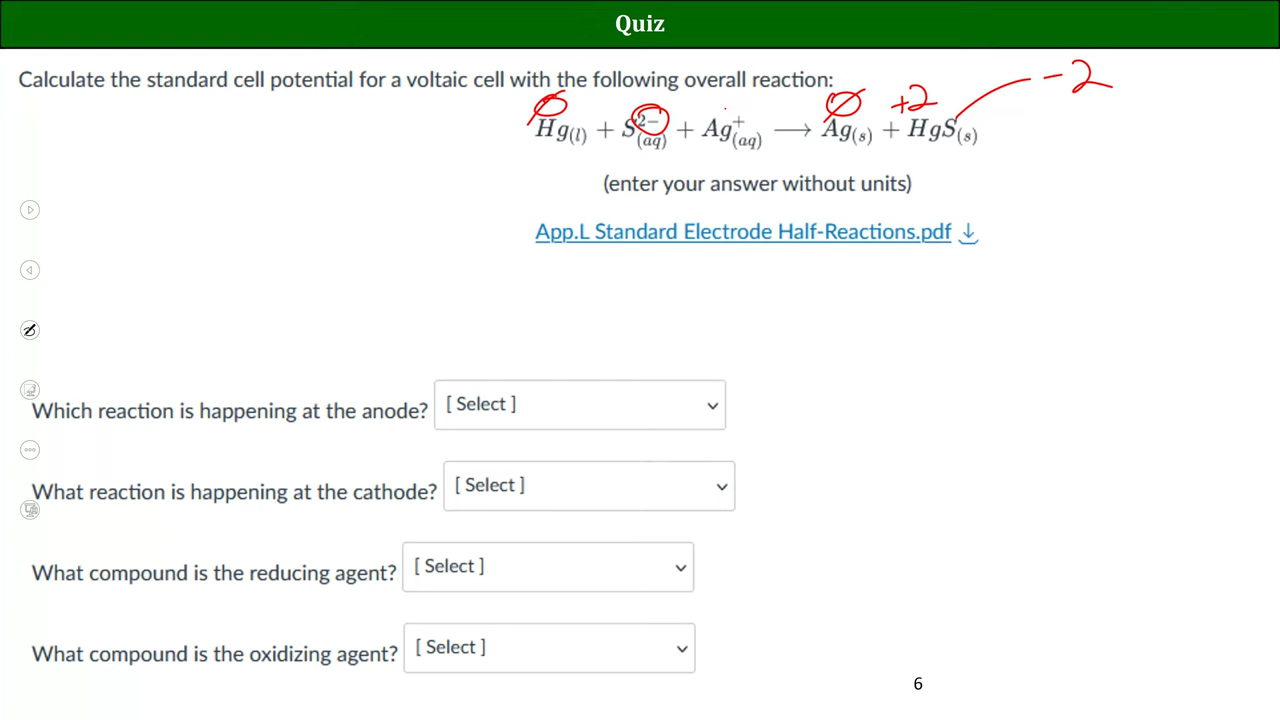 Quiz
Calculate the standard cell potential for a voltaic cell with the following overall reaction:
-2
∅ ∅ +2
Hg(l) + S²⁻(aq) + Ag⁺(aq) ⟶ Ag(s) + HgS(s)
(enter your answer without units)
App.L Standard Electrode Half-Reactions.pdf
Which reaction is happening at the anode? [ Select ]
What reaction is happening at the cathode? [ Select ]
What compound is the reducing agent? [ Select ]
What compound is the oxidizing agent? [ Select ]
6